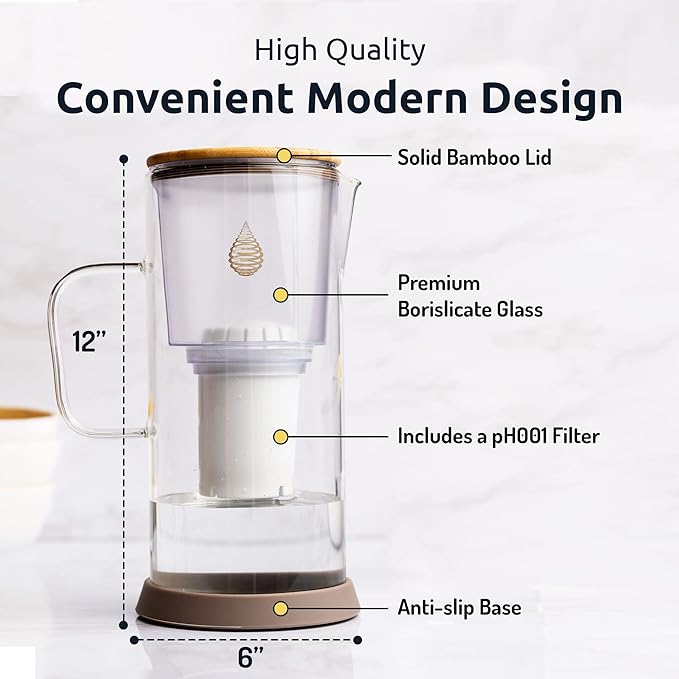 High Quality
Convenient Modern Design
Solid Bamboo Lid
Premium
Borislicate Glass
12”
Includes a pH001 Filter
Anti-slip Base
6”